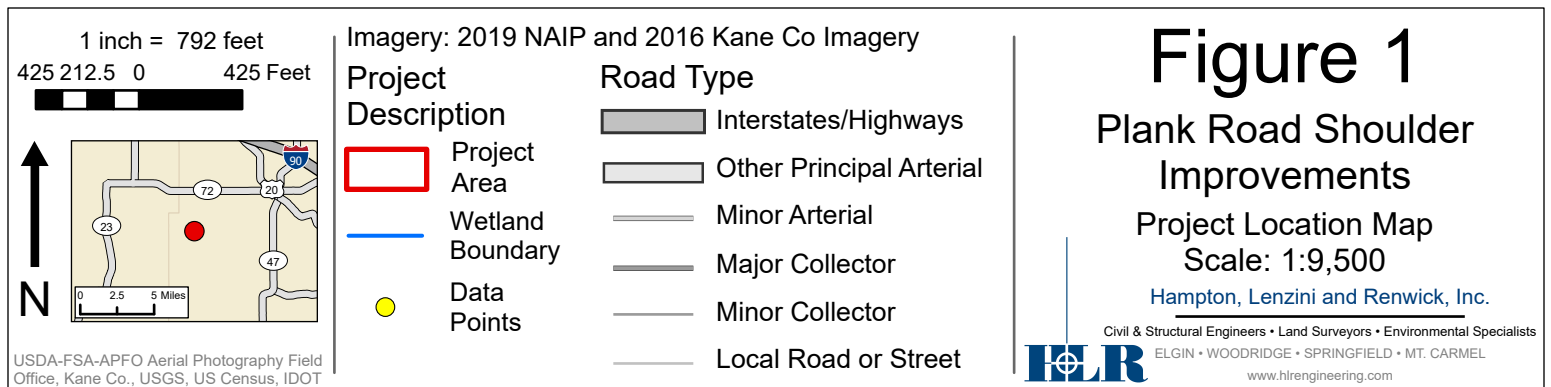 1 inch = 792 feet
425 212.5 0 425 Feet
90
72
20
23
47
0 2.5 5 Miles
N
USDA-FSA-APFO Aerial Photography Field
Office, Kane Co., USGS, US Census, IDOT
Imagery: 2019 NAIP and 2016 Kane Co Imagery
Project
Description
Project
Area
Wetland
Boundary
Data
Points
Road Type
Interstates/Highways
Other Principal Arterial
Minor Arterial
Major Collector
Minor Collector
Local Road or Street
Figure 1
Plank Road Shoulder
Improvements
Project Location Map
Scale: 1:9,500
Hampton, Lenzini and Renwick, Inc.
Civil & Structural Engineers • Land Surveyors • Environmental Specialists
HLR
ELGIN • WOODRIDGE • SPRINGFIELD • MT. CARMEL
www.hlrengineering.com